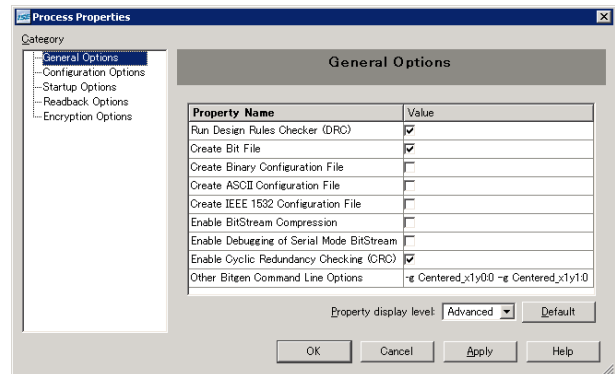 ISE Process Properties
Category
General Options
Configuration Options
Startup Options
Readback Options
Encryption Options
General Options
Property Name Value
Run Design Rules Checker (DRC)
Create Bit File
Create Binary Configuration File
Create ASCII Configuration File
Create IEEE 1532 Configuration File
Enable BitStream Compression
Enable Debugging of Serial Mode BitStream
Enable Cyclic Redundancy Checking (CRC)
Other Bitgen Command Line Options -g Centered_x1y0:0 -g Centered_x1y1:0
Property display level: Advanced Default
OK Cancel Apply Help